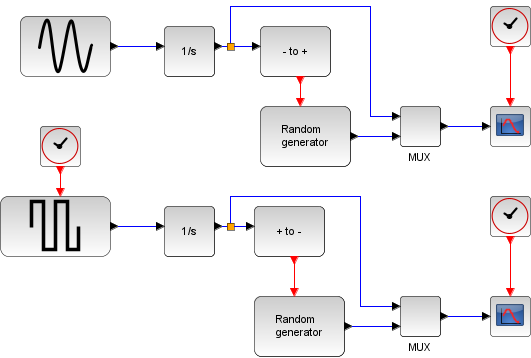 1/s
- to +
Random
generator
MUX
1/s
+ to -
Random
generator
MUX